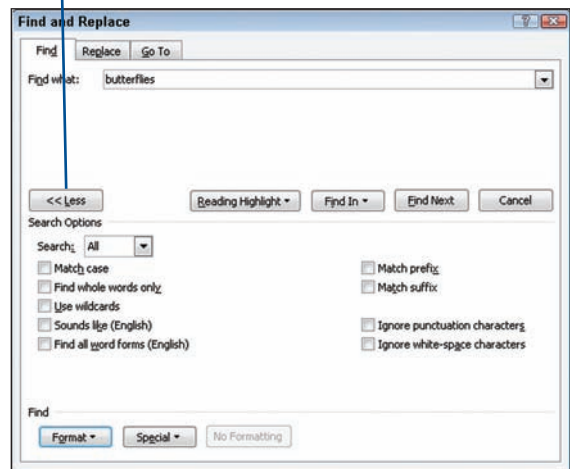 Find and Replace
Find Replace Go To
Find what: butterflies
<< Less Reading Highlight Find In Find Next Cancel
Search Options
Search: All
Match case Match prefix
Find whole words only Match suffix
Use wildcards
Sounds like (English) Ignore punctuation characters
Find all word forms (English) Ignore white-space characters
Find
Format Special No Formatting